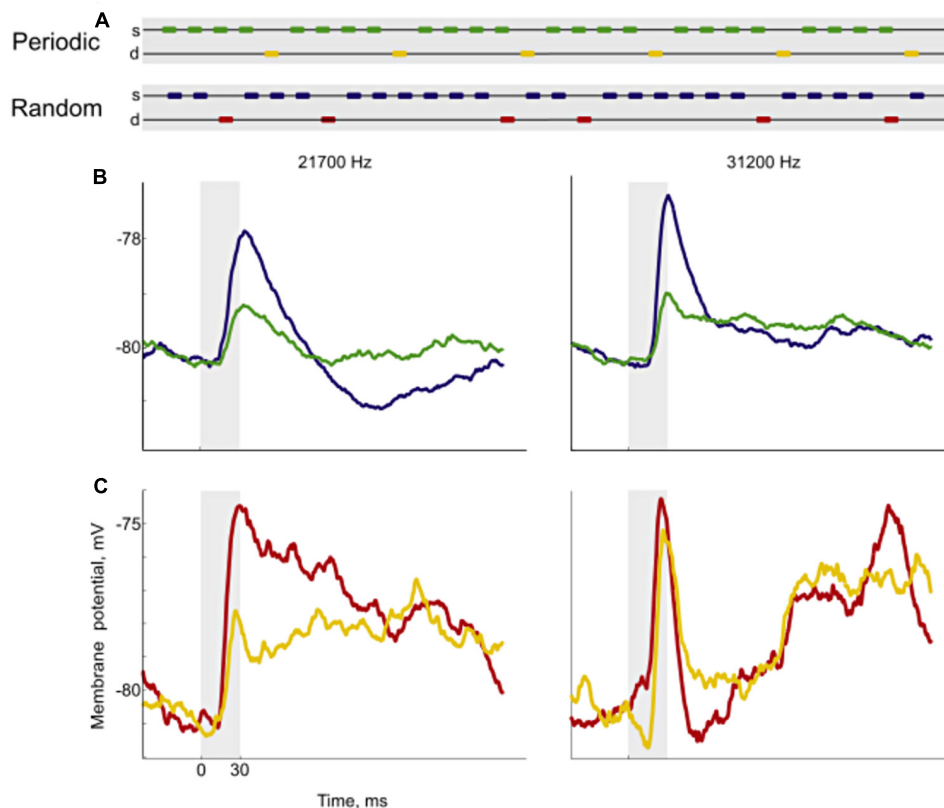 A
Periodic
s
d
Random
s
d
21700 Hz
31200 Hz
B
-78
-80
C
-75
-80
Membrane potential, mV
0 30
Time, ms